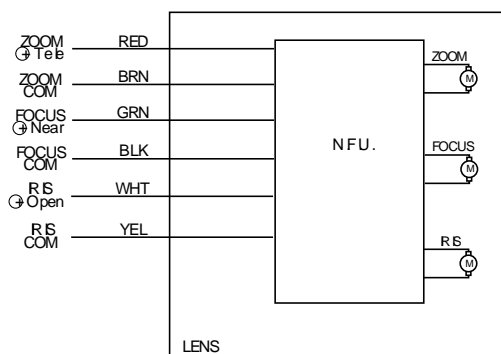 ZOOM
⊕ Tele
RED
ZOOM
COM
BRN
FOCUS
⊕ Near
GRN
FOCUS
COM
BLK
IRIS
⊕ Open
WHT
IRIS
COM
YEL
NFU.
ZOOM
M
FOCUS
M
IRIS
M
LENS